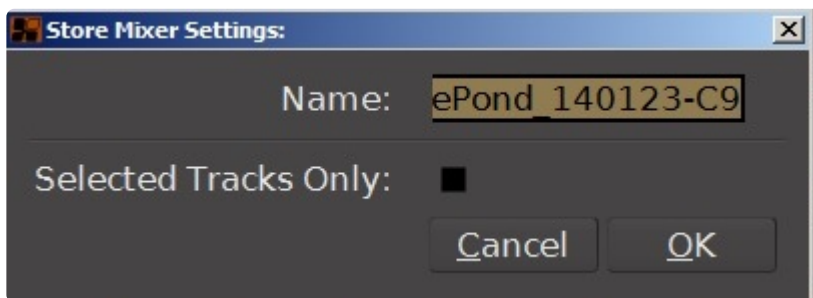 Store Mixer Settings:
Name: ePond_140123-C9
Selected Tracks Only:
Cancel OK